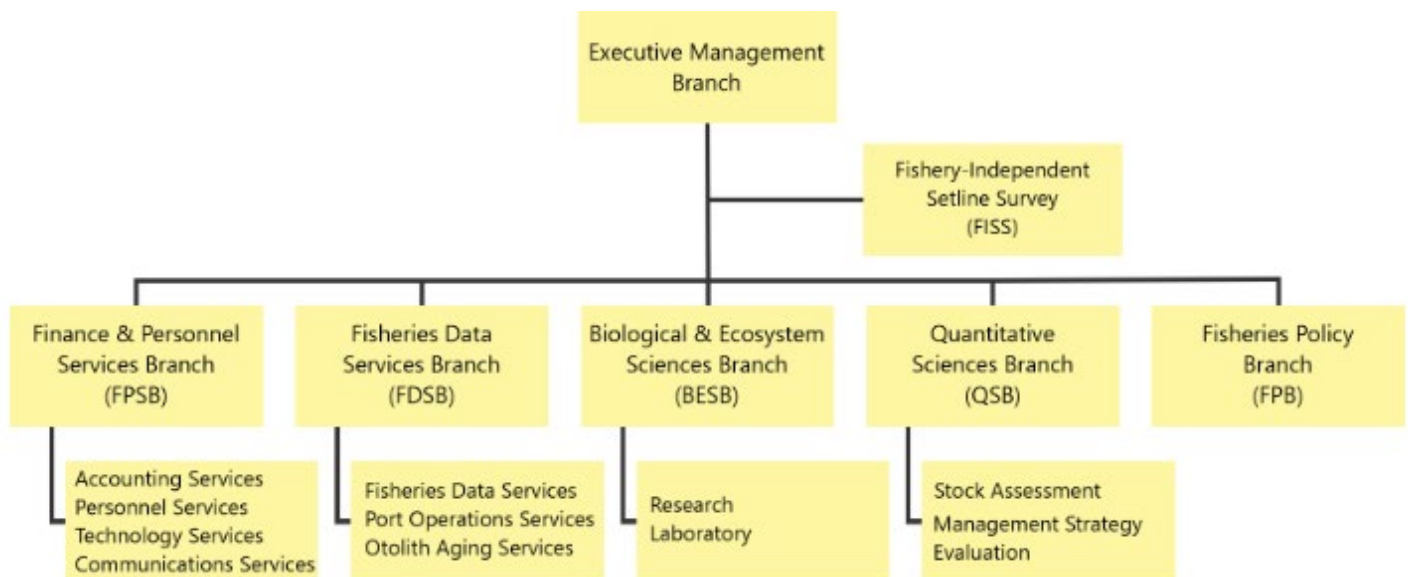 Executive Management
Branch
Fishery-Independent
Setline Survey
(FISS)
Finance & Personnel
Services Branch
(FPSB)
Fisheries Data
Services Branch
(FDSB)
Biological & Ecosystem
Sciences Branch
(BESB)
Quantitative
Sciences Branch
(QSB)
Fisheries Policy
Branch
(FPB)
Accounting Services
Personnel Services
Technology Services
Communications Services
Fisheries Data Services
Port Operations Services
Otolith Aging Services
Research
Laboratory
Stock Assessment
Management Strategy
Evaluation